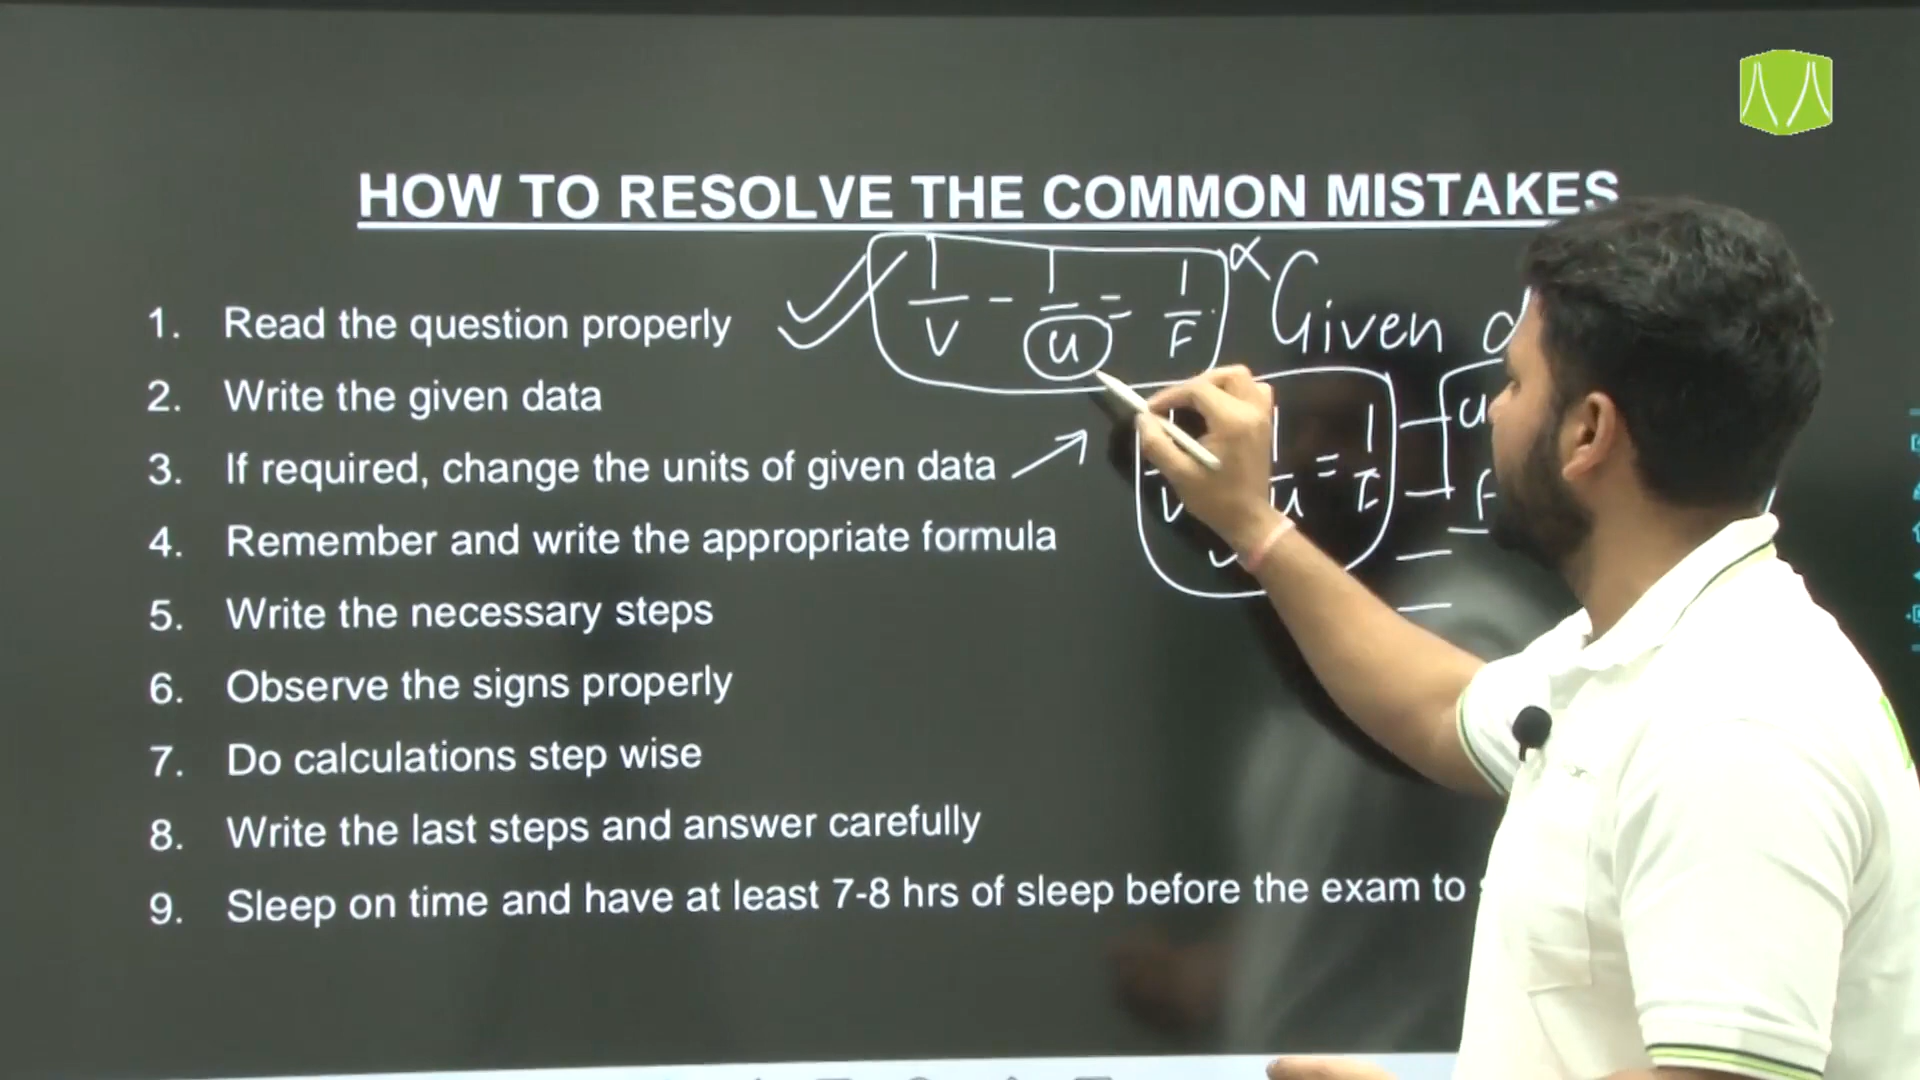 HOW TO RESOLVE THE COMMON MISTAKES
1/V - 1/u = 1/F
Given
1. Read the question properly
2. Write the given data
3. If required, change the units of given data
1/u = 1/F
u
4. Remember and write the appropriate formula
5. Write the necessary steps
6. Observe the signs properly
7. Do calculations step wise
8. Write the last steps and answer carefully
9. Sleep on time and have at least 7-8 hrs of sleep before the exam to